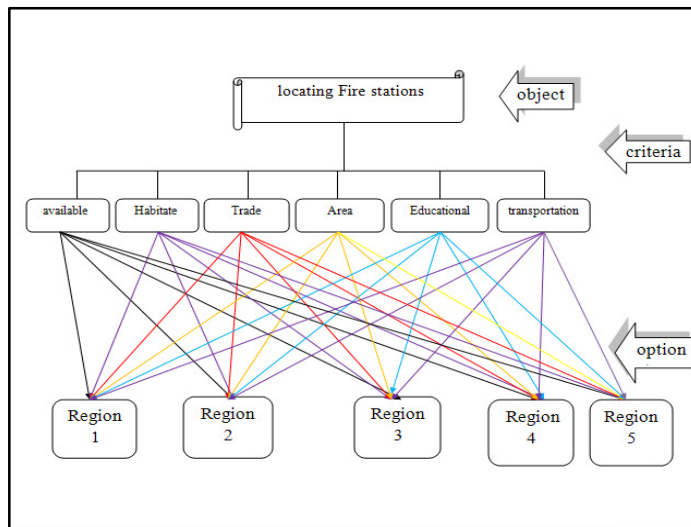 locating Fire stations
object
criteria
available
Habitate
Trade
Area
Educational
transportation
option
Region
1
Region
2
Region
3
Region
4
Region
5